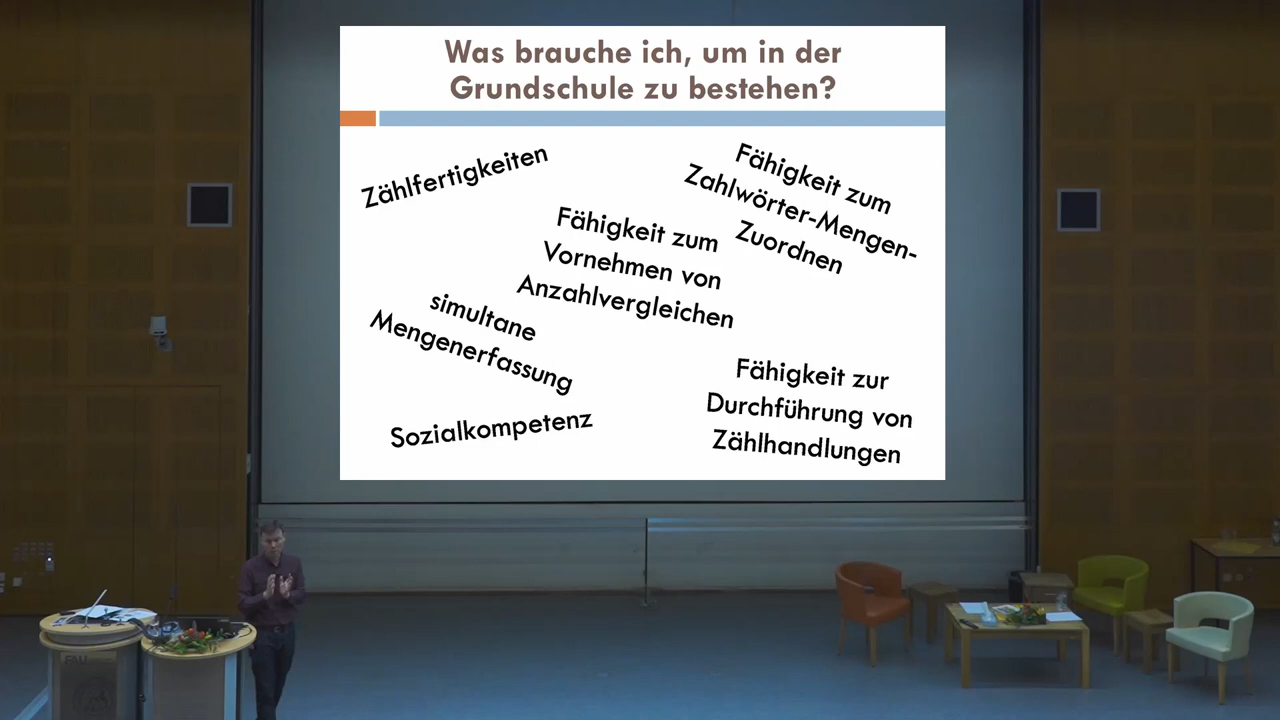 Was brauche ich, um in der
Grundschule zu bestehen?
Zählfertigkeiten
Fähigkeit zum
Zahlwörter-Mengen-
Zuordnen
Fähigkeit zum
Vornehmen von
Anzahlvergleichen
simultane
Mengenerfassung
Fähigkeit zur
Durchführung von
Zählhandlungen
Sozialkompetenz
FAU